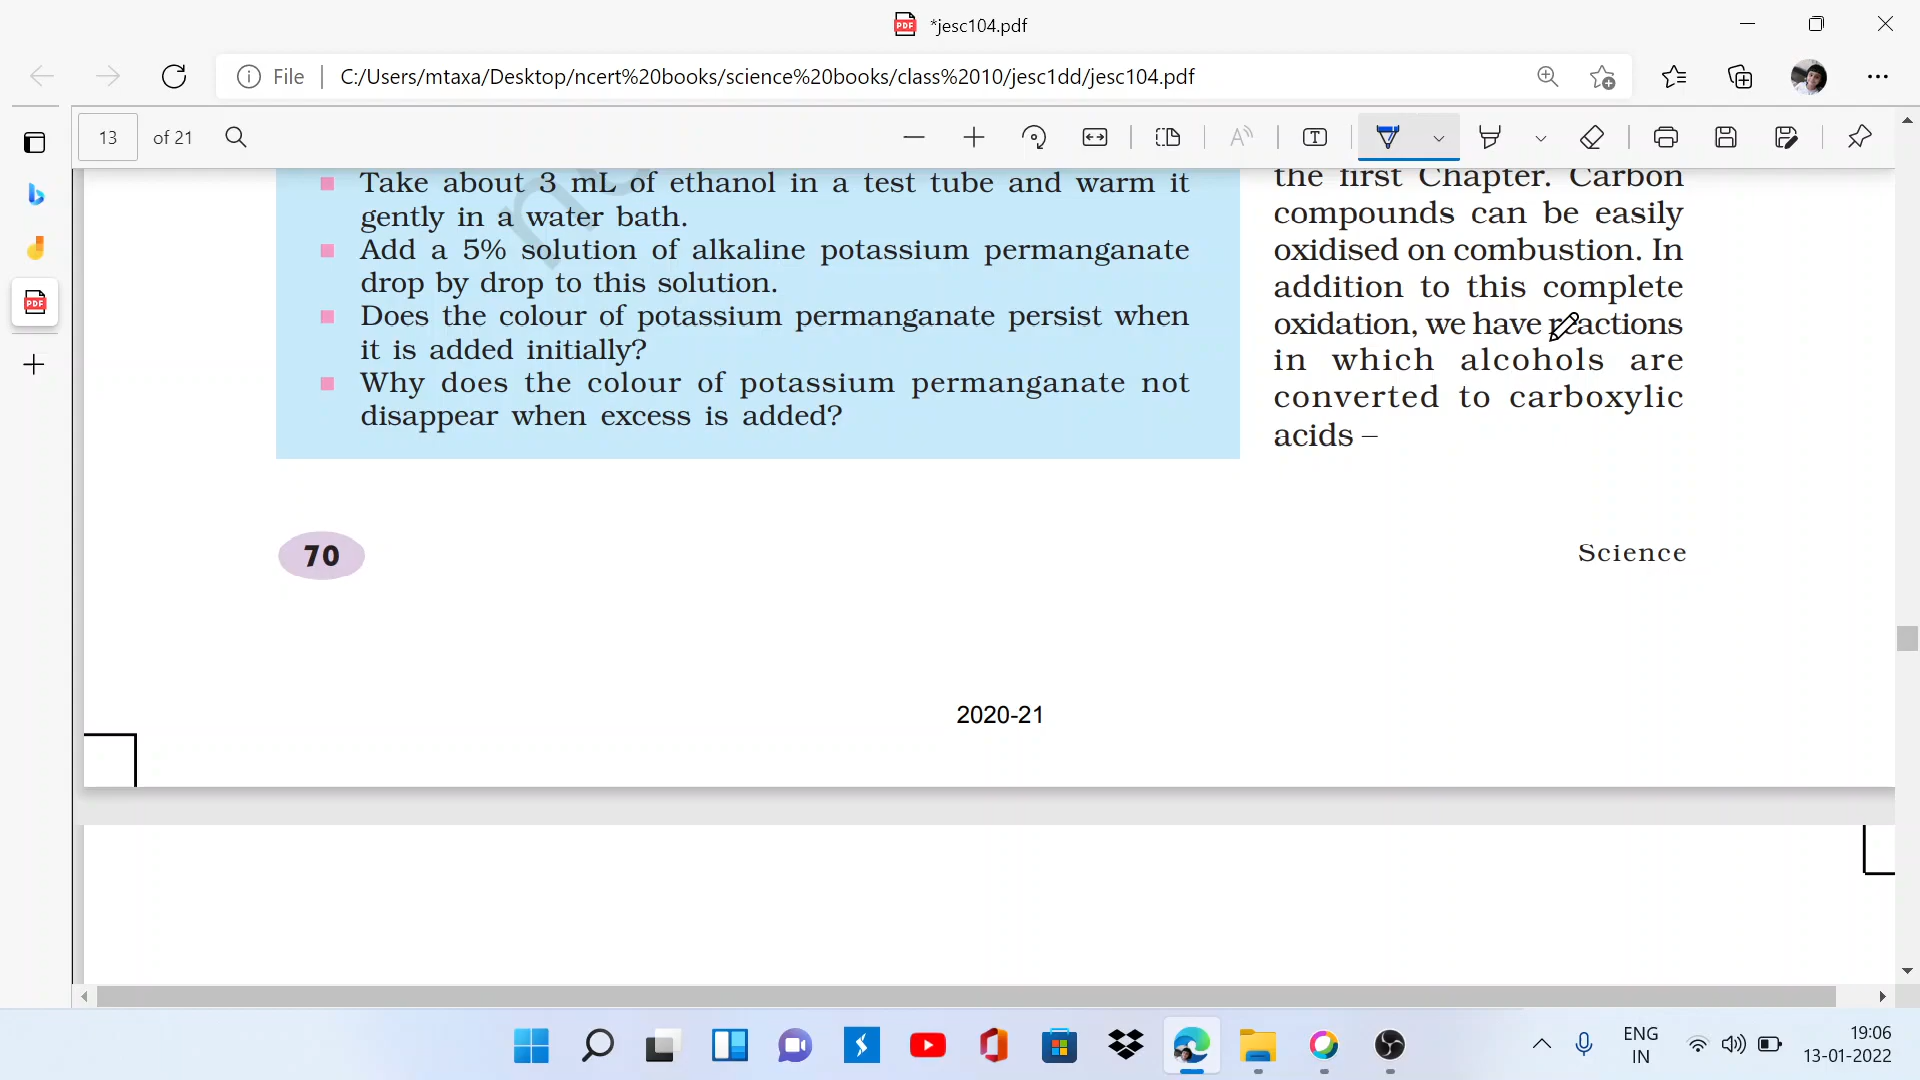 *jesc104.pdf
File
C:/Users/mtaxa/Desktop/ncert%20books/science%20books/class%2010/jesc1dd/jesc104.pdf
13 of 21
Take about 3 mL of ethanol in a test tube and warm it
gently in a water bath.
Add a 5% solution of alkaline potassium permanganate
drop by drop to this solution.
Does the colour of potassium permanganate persist when
it is added initially?
Why does the colour of potassium permanganate not
disappear when excess is added?
the first Chapter. Carbon
compounds can be easily
oxidised on combustion. In
addition to this complete
oxidation, we have reactions
in which alcohols are
converted to carboxylic
acids –
70
Science
2020-21
ENG
IN
19:06
13-01-2022